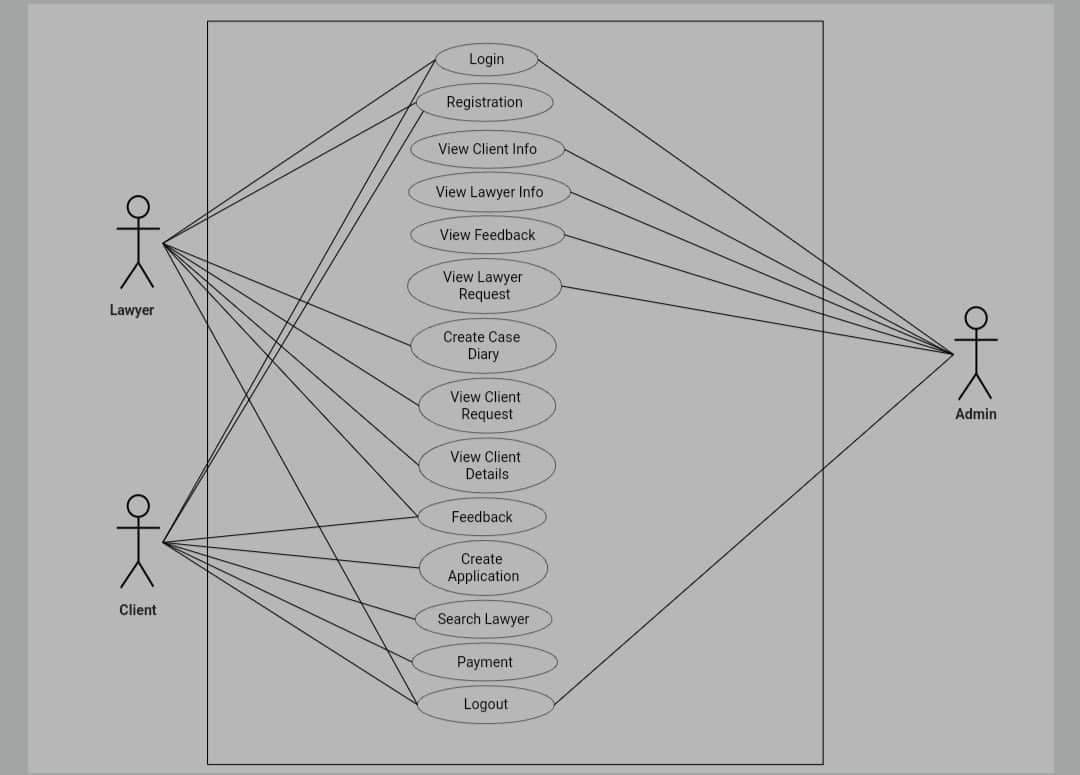 Login
Registration
View Client Info
View Lawyer Info
View Feedback
View Lawyer
Request
Lawyer
Create Case
Diary
View Client
Request
Admin
View Client
Details
Feedback
Create
Application
Client
Search Lawyer
Payment
Logout